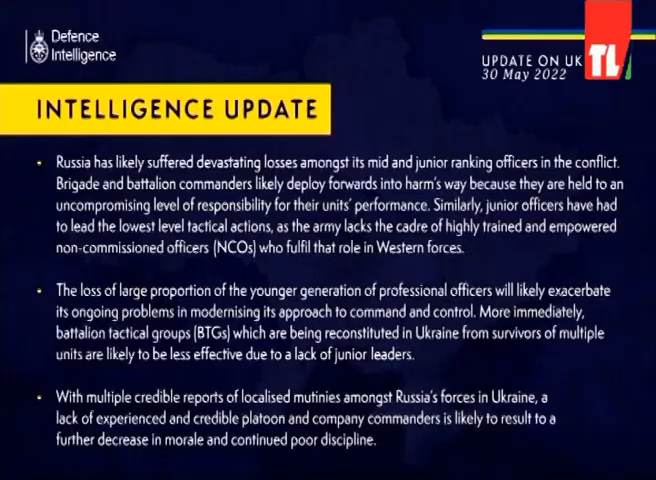 Defence
Intelligence
UPDATE ON UK
30 May 2022
TL
INTELLIGENCE UPDATE
• Russia has likely suffered devastating losses amongst its mid and junior ranking officers in the conflict.
Brigade and battalion commanders likely deploy forwards into harm's way because they are held to an
uncompromising level of responsibility for their units' performance. Similarly, junior officers have had
to lead the lowest level tactical actions, as the army lacks the cadre of highly trained and empowered
non-commissioned officers (NCOs) who fulfil that role in Western forces.
• The loss of large proportion of the younger generation of professional officers will likely exacerbate
its ongoing problems in modernising its approach to command and control. More immediately,
battalion tactical groups (BTGs) which are being reconstituted in Ukraine from survivors of multiple
units are likely to be less effective due to a lack of junior leaders.
• With multiple credible reports of localised mutinies amongst Russia's forces in Ukraine, a
lack of experienced and credible platoon and company commanders is likely to result to a
further decrease in morale and continued poor discipline.